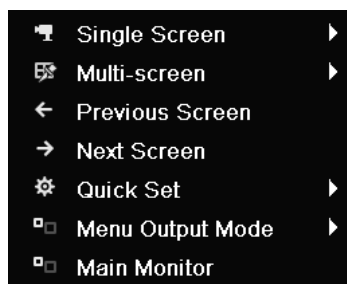 Single Screen
Multi-screen
Previous Screen
Next Screen
Quick Set
Menu Output Mode
Main Monitor